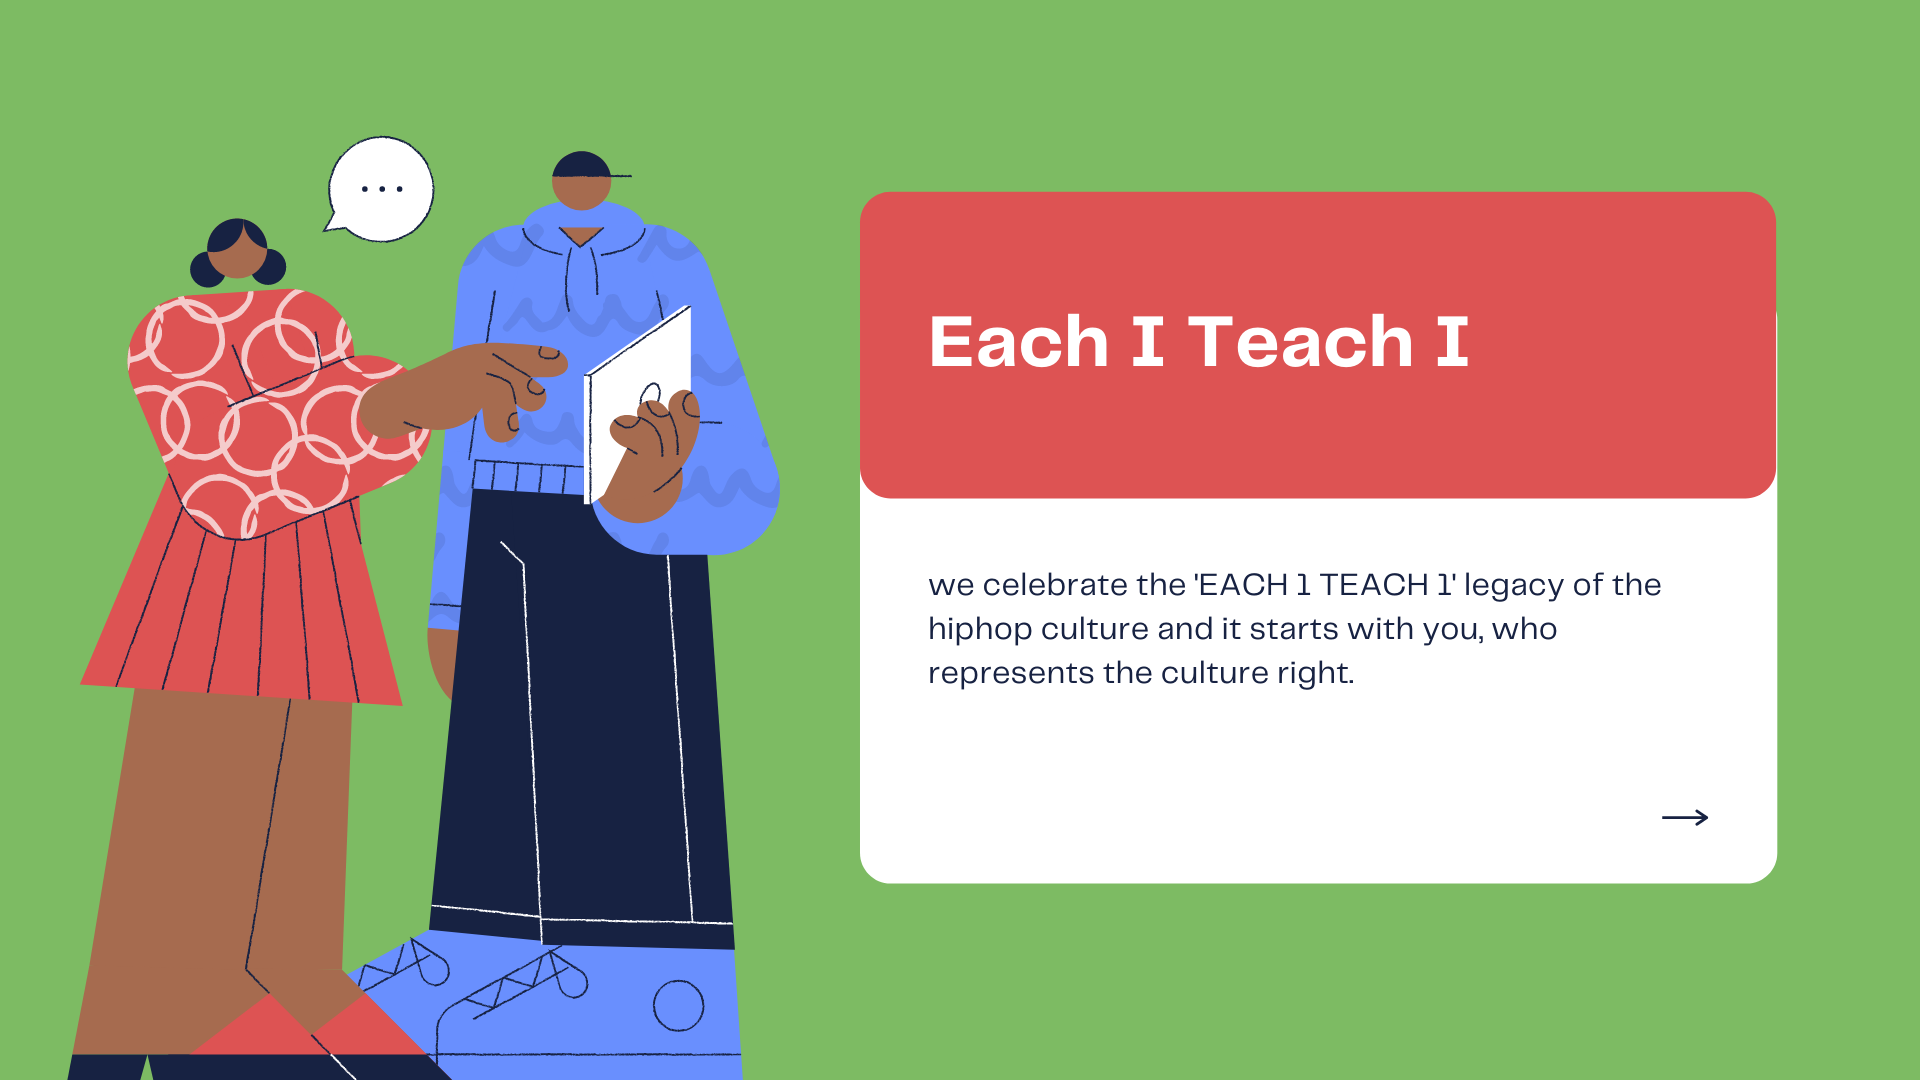 Each I Teach I
we celebrate the 'EACH 1 TEACH 1' legacy of the
hiphop culture and it starts with you, who
represents the culture right.